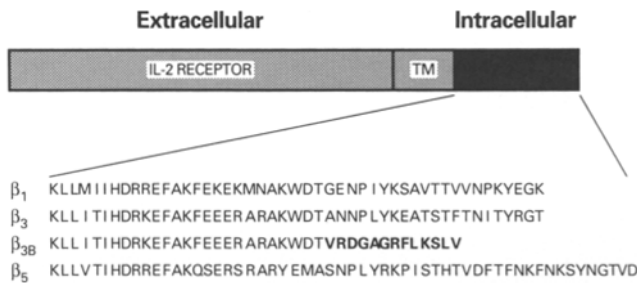 Extracellular Intracellular
IL-2 RECEPTOR TM
β1 KLLMIIHDRREFAKFEKEKMNAKWDTGENPIYKSAVTTVVNPKYEGK
β3 KLLITIHDRKEFAKFEEERARAKWDTANNPLYKEATSTFTNITYRGT
β3B KLLITIHDRKEFAKFEEERARAKWDTVRDGAGRFLKSLV
β5 KLLVTIHDRREFAKQSERSRARYEMASNPLYRKPISTHTVDFTFNKFNKSYNGTVD